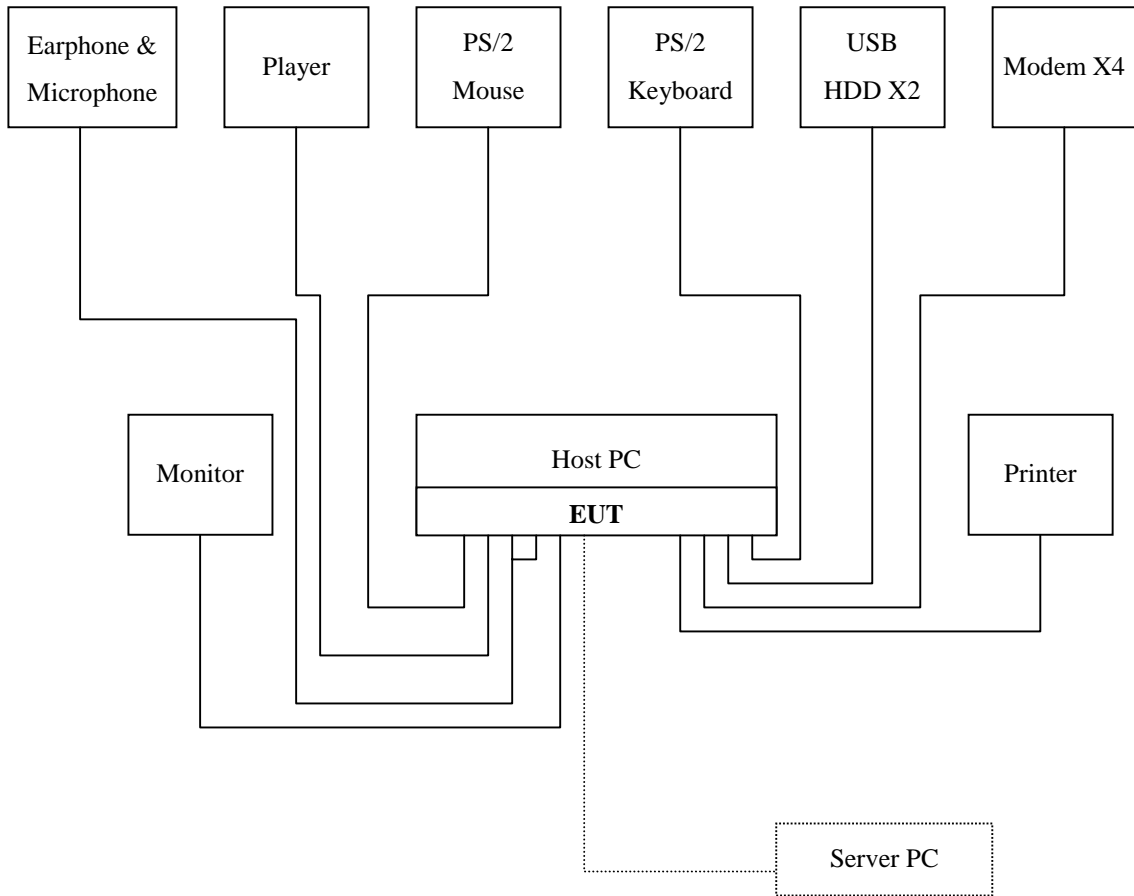 Earphone &
Microphone
Player
PS/2
Mouse
PS/2
Keyboard
USB
HDD X2
Modem X4
Monitor
Host PC
EUT
Printer
Server PC